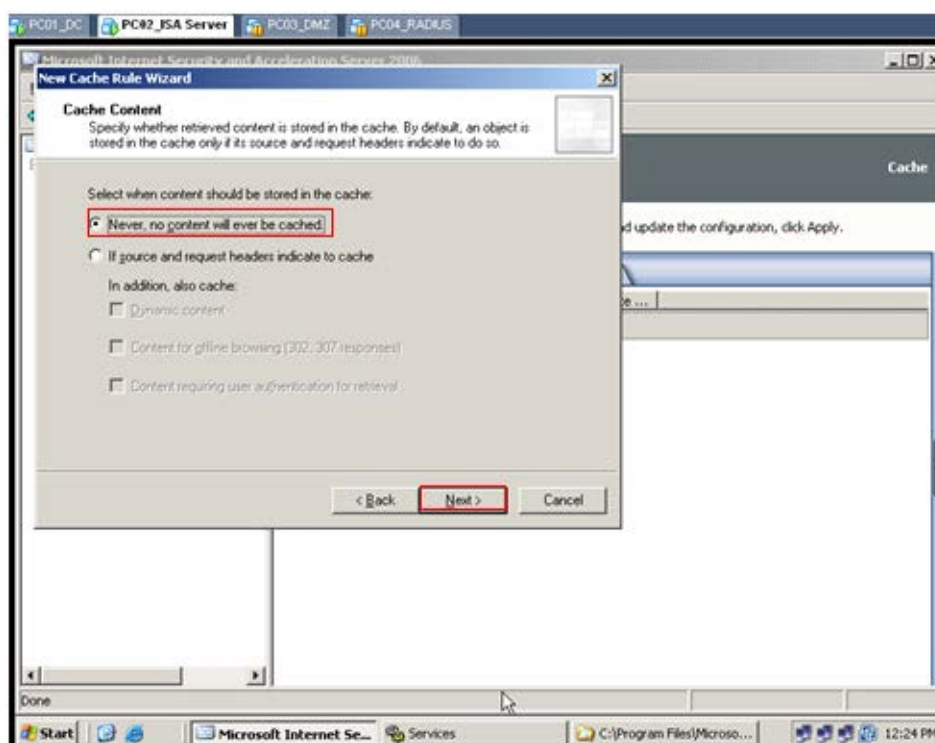 PC01_DC PC02_ISA Server PC03_DMZ PC04_RADIUS
Microsoft Internet Security and Acceleration Server 2006
New Cache Rule Wizard
Cache Content
Specify whether retrieved content is stored in the cache. By default, an object is
stored in the cache only if its source and request headers indicate to do so.
Cache
Select when content should be stored in the cache:
Never, no content will ever be cached.
d update the configuration, click Apply.
If source and request headers indicate to cache
In addition, also cache:
Dynamic content
Content for offline browsing (302, 307 responses)
Content requiring user authentication for retrieval
< Back Next > Cancel
Done
Start Microsoft Internet Se... Services C:\Program Files\Microso... 12:24 PM